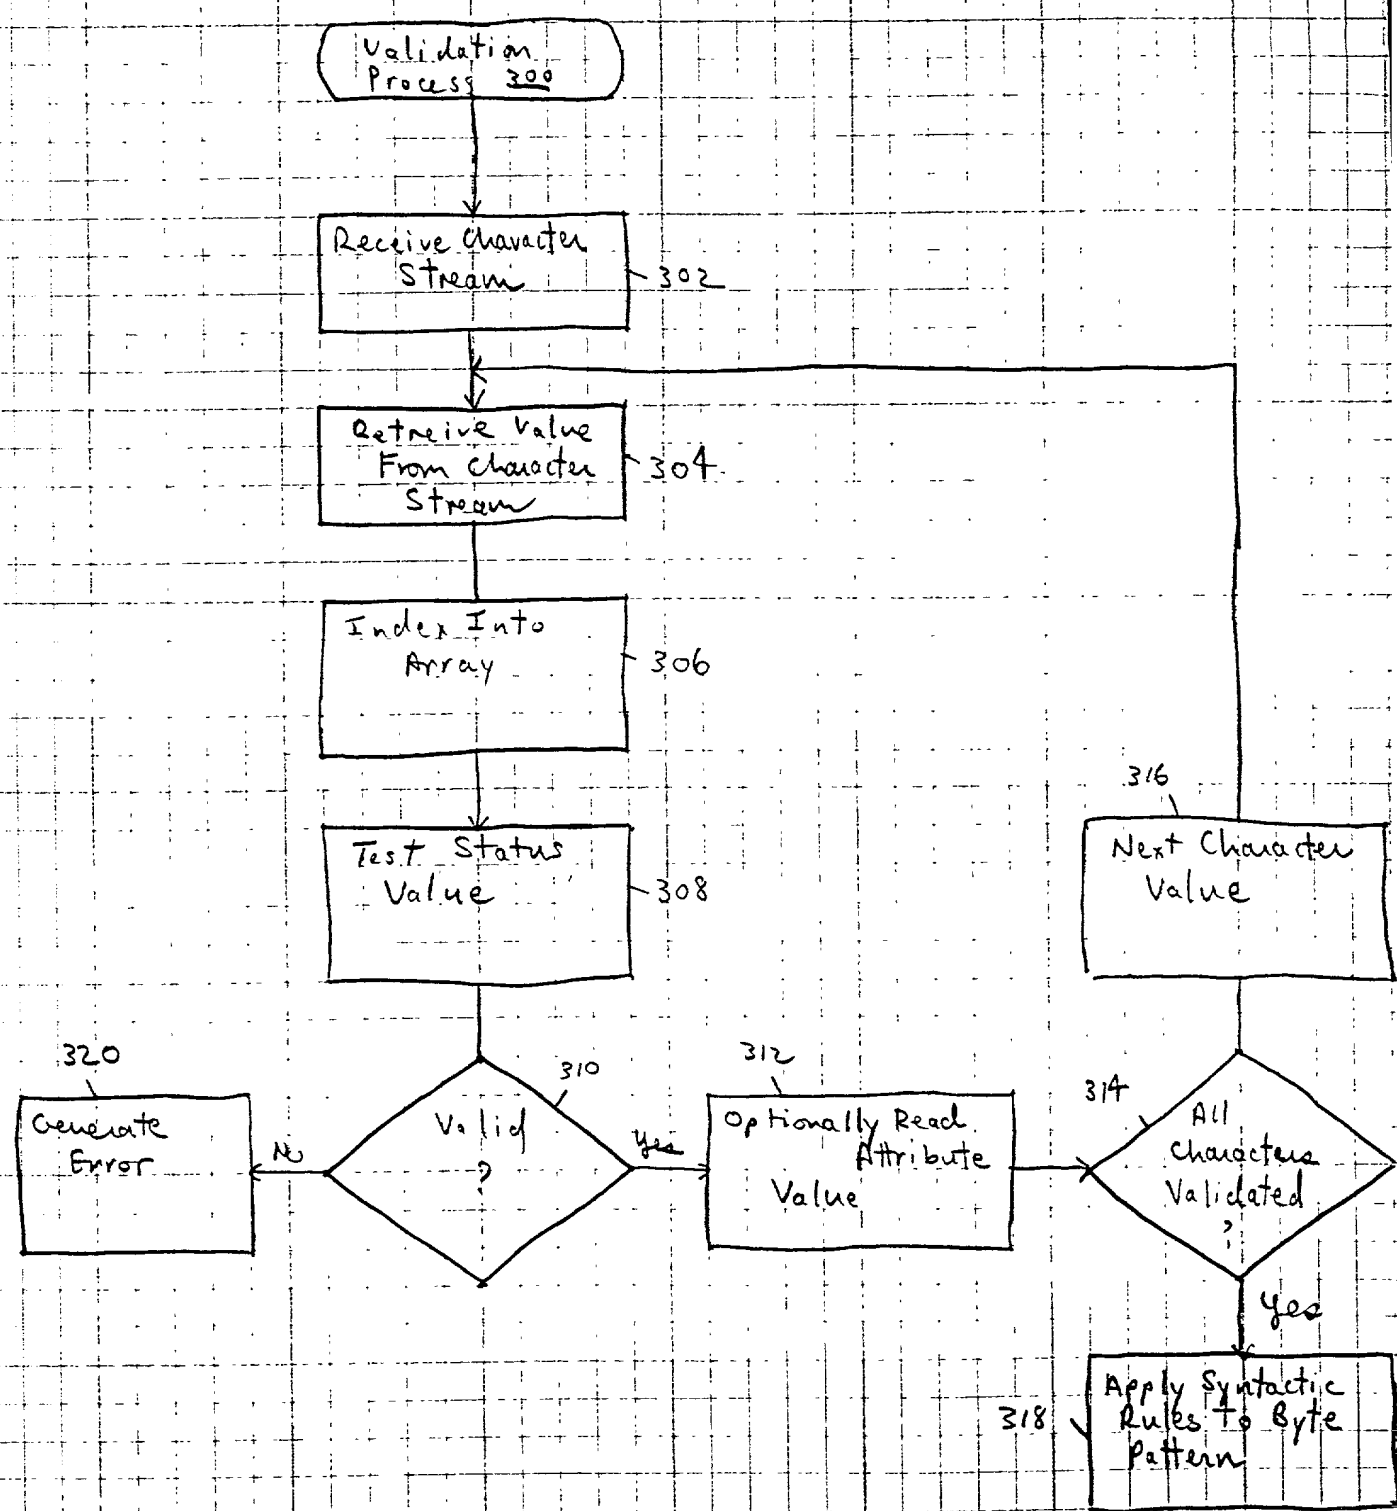 Validation
Process 300
Receive Character
Stream
302
Retreive Value
From Character
Stream
304
Index Into
Array
306
Test Status
Value
308
316
Next Character
Value
320
Generate
Error
No
310
Valid
?
Yes
312
Optionally Read
Attribute
Value
314
All
Characters
Validated
?
Yes
318
Apply Syntactic
Rules To Byte
Pattern